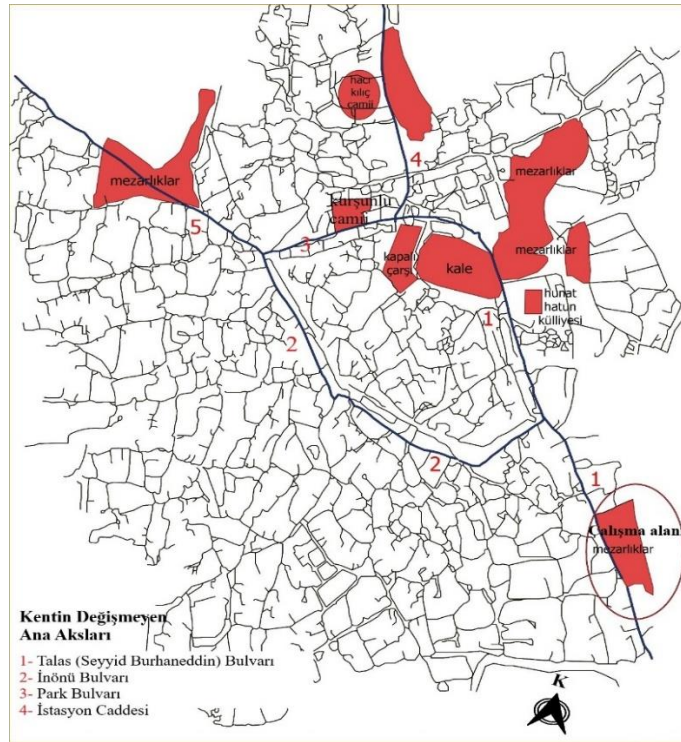 hacı
kılıç
camii
4
mezarlıklar
mezarlıklar
kurşunlu
camii
5
3
kapalı
çarşı
kale
mezarlıklar
hunat
hatun
külliyesi
1
2
2
1
Çalışma alanı
mezarlıklar
Kentin Değişmeyen
Ana Aksları
1- Talas (Seyyid Burhaneddin) Bulvarı
2- İnönü Bulvarı
3- Park Bulvarı
4- İstasyon Caddesi
K